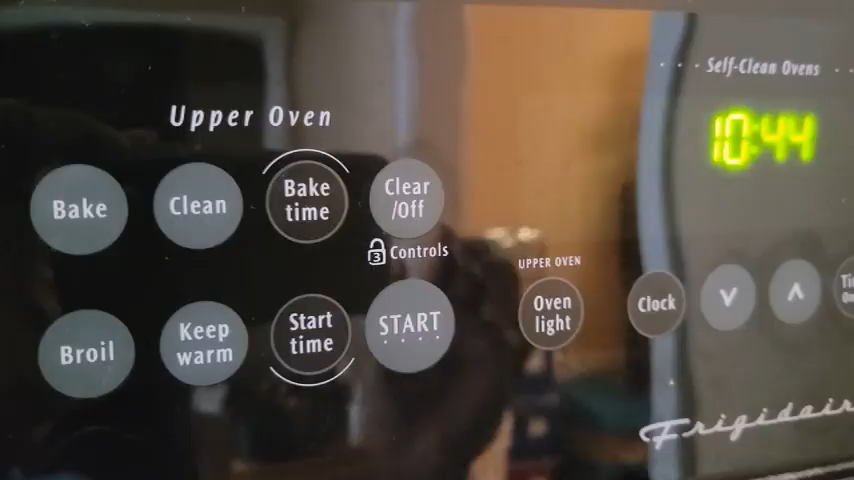 Self-Clean Ovens
10:44
Upper Oven
Bake
Clean
Bake
time
Clear
/Off
3 Controls
UPPER OVEN
Broil
Keep
warm
Start
time
START
Oven
light
Clock
Frigidair